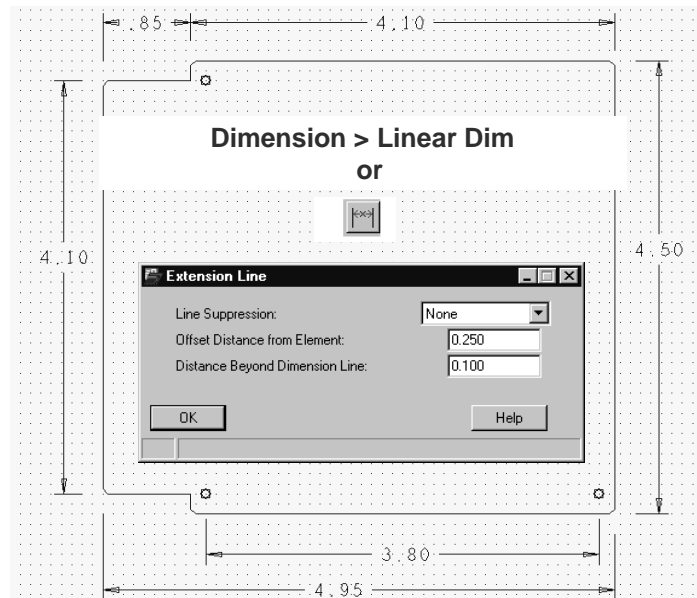 .85 4.10
Dimension > Linear Dim
or
4.10
4.50
Extension Line
Line Suppression: None
Offset Distance from Element: 0.250
Distance Beyond Dimension Line: 0.100
OK Help
3.80
4.95